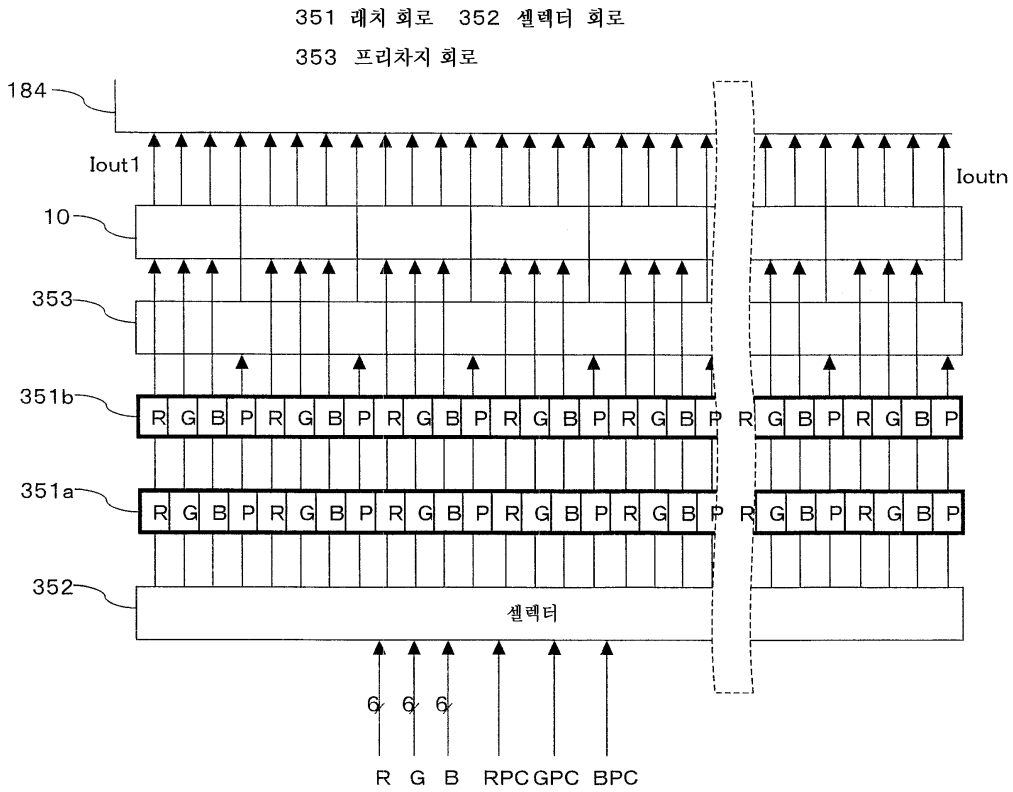 351 래치 회로 352 셀렉터 회로
353 프리차지 회로
184
Iout1
Ioutn
10
353
351b
R G B P R G B P R G B P R G B P R G B P R G B P R G B P
351a
R G B P R G B P R G B P R G B P R G B P R G B P R G B P
352
셀렉터
6 6 6
R G B RPC GPC BPC